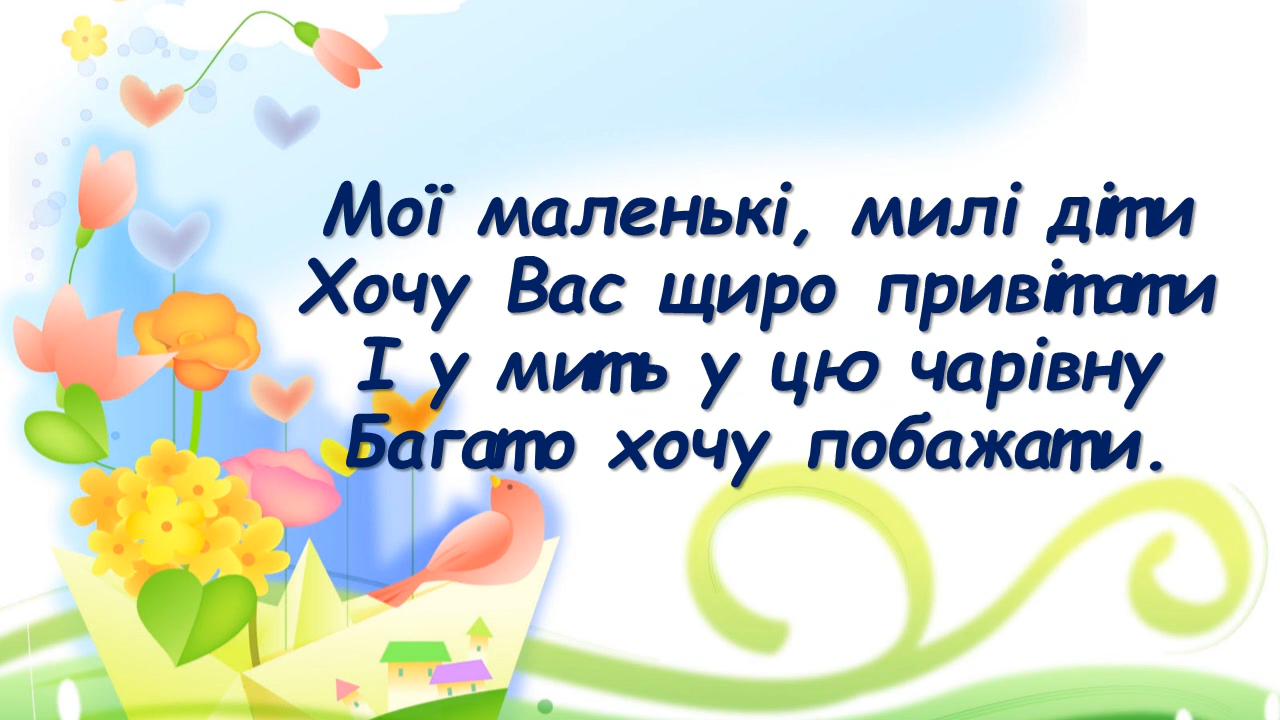 Мої маленькі, милі діти
Хочу Вас щиро привітати
І у мить у цю чарівну
Багато хочу побажати.